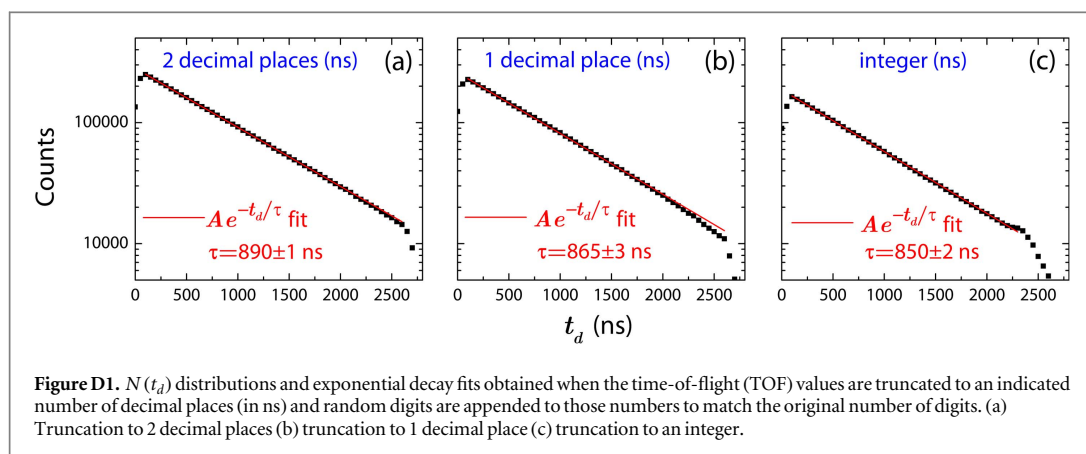 2 decimal places (ns) (a)
1 decimal place (ns) (b)
integer (ns) (c)
Counts
100000
10000
A e^{-t_d/τ} fit
τ=890±1 ns
A e^{-t_d/τ} fit
τ=865±3 ns
A e^{-t_d/τ} fit
τ=850±2 ns
0 500 1000 1500 2000 2500
0 500 1000 1500 2000 2500
0 500 1000 1500 2000 2500
t_d (ns)
Figure D1. N(t_d) distributions and exponential decay fits obtained when the time-of-flight (TOF) values are truncated to an indicated
number of decimal places (in ns) and random digits are appended to those numbers to match the original number of digits. (a)
Truncation to 2 decimal places (b) truncation to 1 decimal place (c) truncation to an integer.